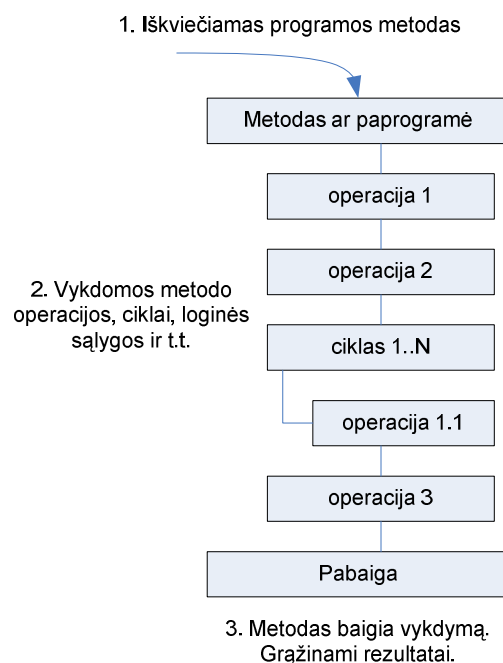 1. Iškviečiamas programos metodas
Metodas ar paprogramė
operacija 1
operacija 2
2. Vykdomos metodo
operacijos, ciklai, loginės
sąlygos ir t.t.
ciklas 1..N
operacija 1.1
operacija 3
Pabaiga
3. Metodas baigia vykdymą.
Grąžinami rezultatai.